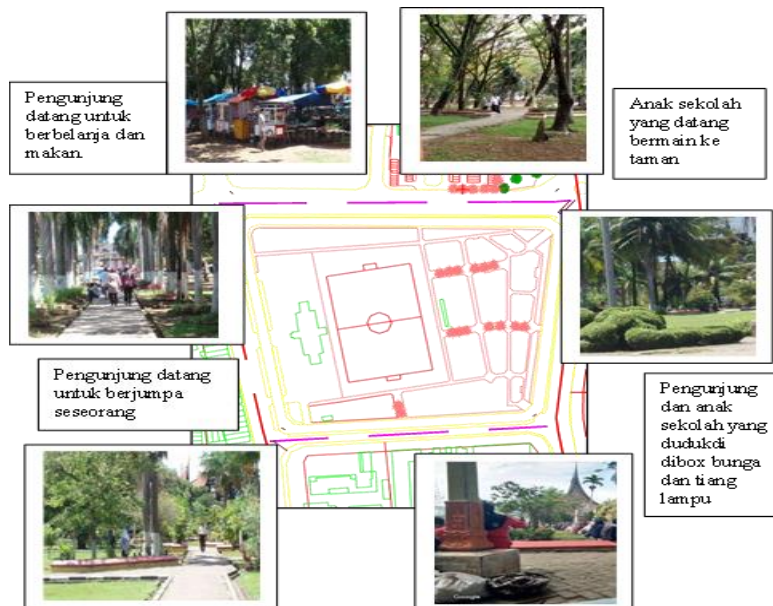 Pengunjung
datang untuk
berbelanja dan
makan
Anak sekolah
yang datang
bermain ke
taman
Pengunjung datang
untuk berjumpa
seseorang
Pengunjung
dan anak
sekolah yang
dudukdi
dibox bunga
dan tiang
lampu
Google